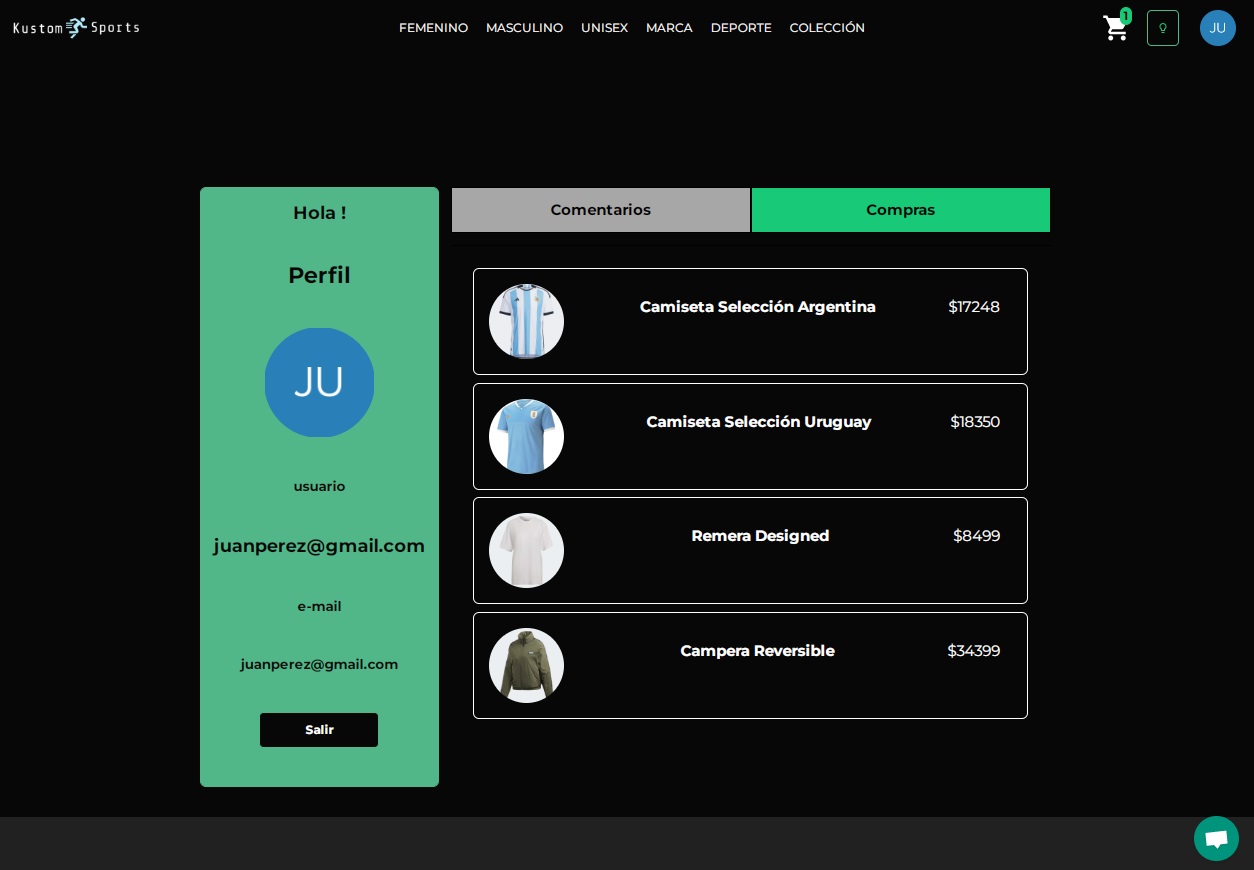 Kustom Sports
FEMENINO MASCULINO UNISEX MARCA DEPORTE COLECCIÓN
1
JU
Hola !
Perfil
JU
usuario
juanperez@gmail.com
e-mail
juanperez@gmail.com
Salir
Comentarios
Compras
Camiseta Selección Argentina $17248
Camiseta Selección Uruguay $18350
Remera Designed $8499
Campera Reversible $34399